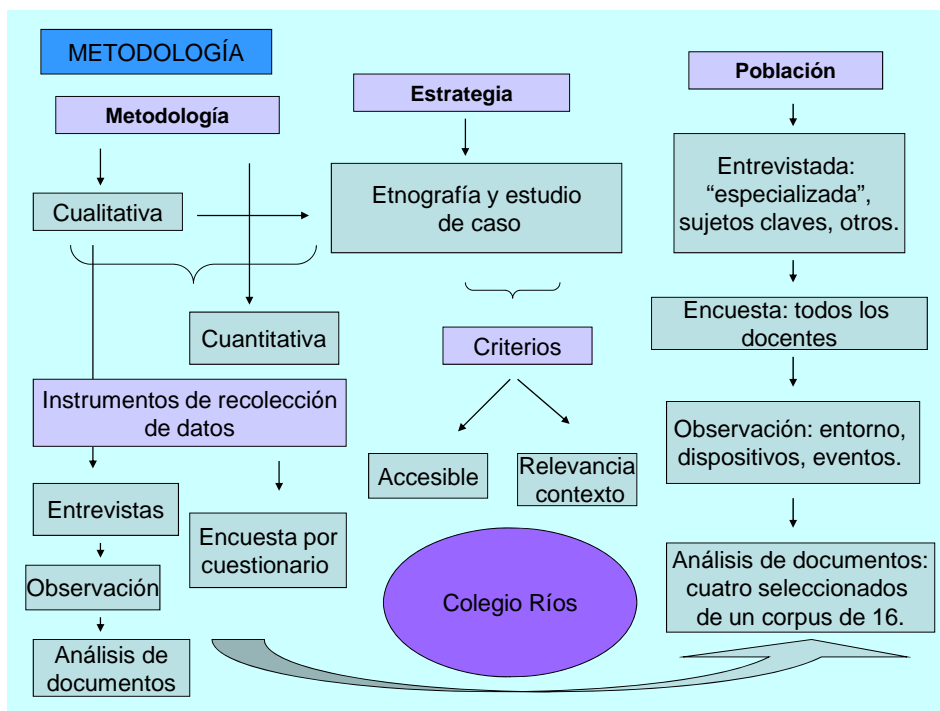 METODOLOGÍA
Metodología
Cualitativa
Cuantitativa
Instrumentos de recolección
de datos
Entrevistas
Observación
Análisis de
documentos
Encuesta por
cuestionario
Estrategia
Etnografía y estudio
de caso
Criterios
Accesible
Relevancia
contexto
Colegio Ríos
Población
Entrevistada:
“especializada”,
sujetos claves, otros.
Encuesta: todos los
docentes
Observación: entorno,
dispositivos, eventos.
Análisis de documentos:
cuatro seleccionados
de un corpus de 16.